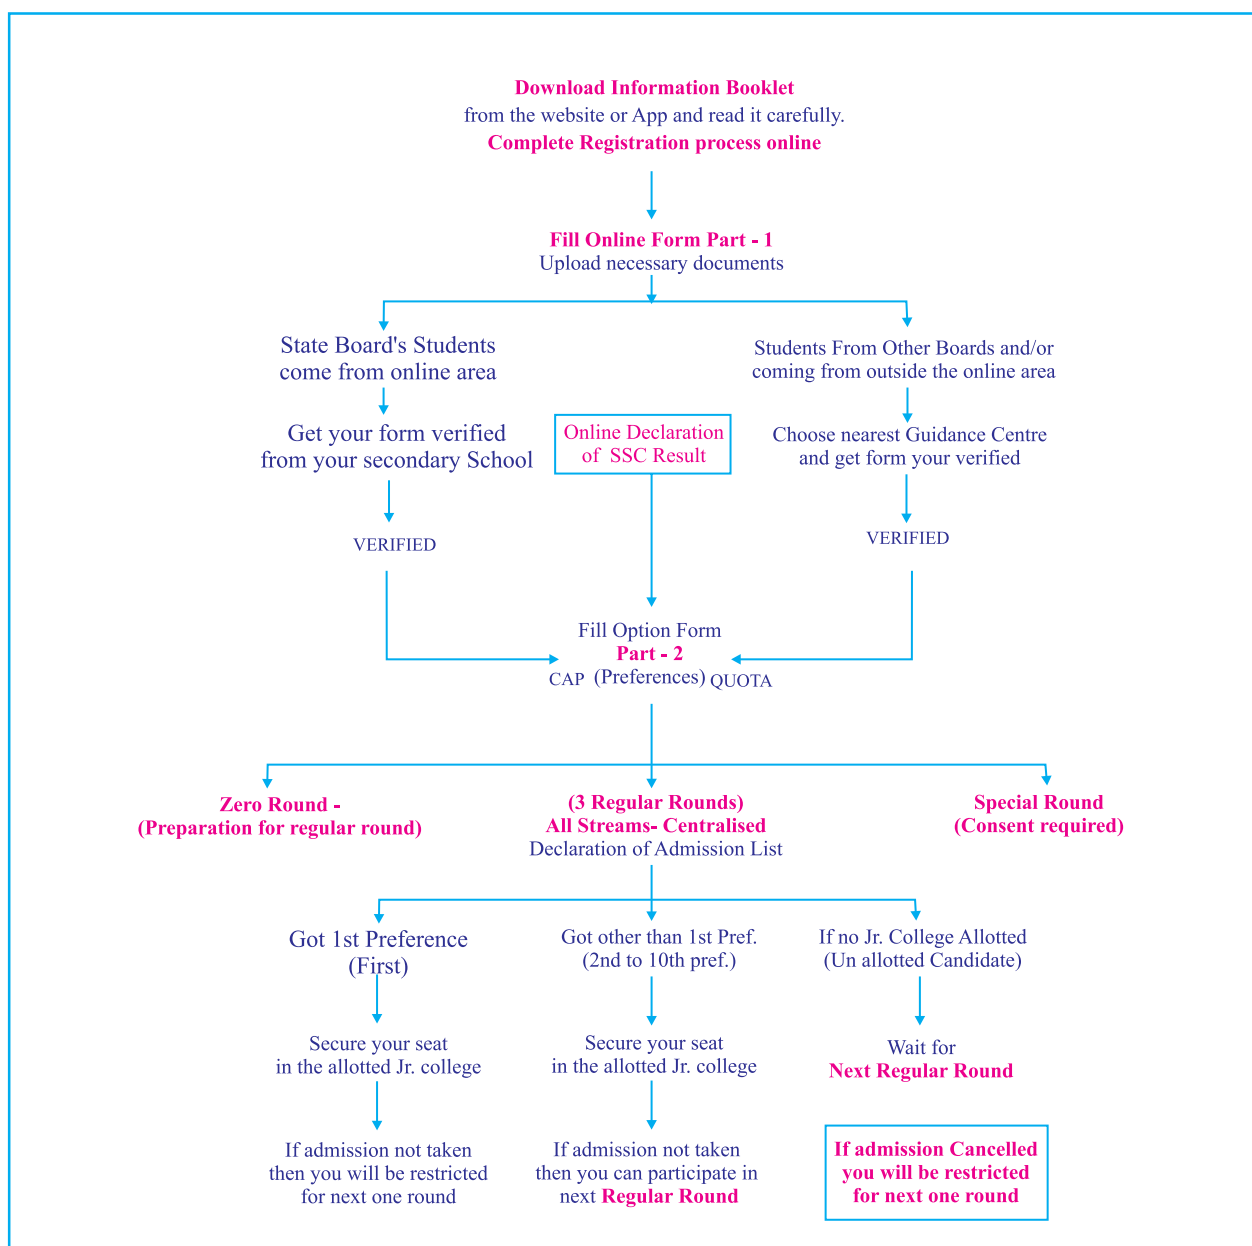 Download Information Booklet
from the website or App and read it carefully.
Complete Registration process online
Fill Online Form Part - 1
Upload necessary documents
State Board's Students
come from online area
Students From Other Boards and/or
coming from outside the online area
Get your form verified
from your secondary School
Online Declaration
of SSC Result
Choose nearest Guidance Centre
and get form your verified
VERIFIED
VERIFIED
Fill Option Form
Part - 2
CAP (Preferences) QUOTA
Zero Round -
(Preparation for regular round)
(3 Regular Rounds)
All Streams- Centralised
Declaration of Admission List
Special Round
(Consent required)
Got 1st Preference
(First)
Got other than 1st Pref.
(2nd to 10th pref.)
If no Jr. College Allotted
(Un allotted Candidate)
Secure your seat
in the allotted Jr. college
Secure your seat
in the allotted Jr. college
Wait for
Next Regular Round
If admission not taken
then you will be restricted
for next one round
If admission not taken
then you can participate in
next Regular Round
If admission Cancelled
you will be restricted
for next one round